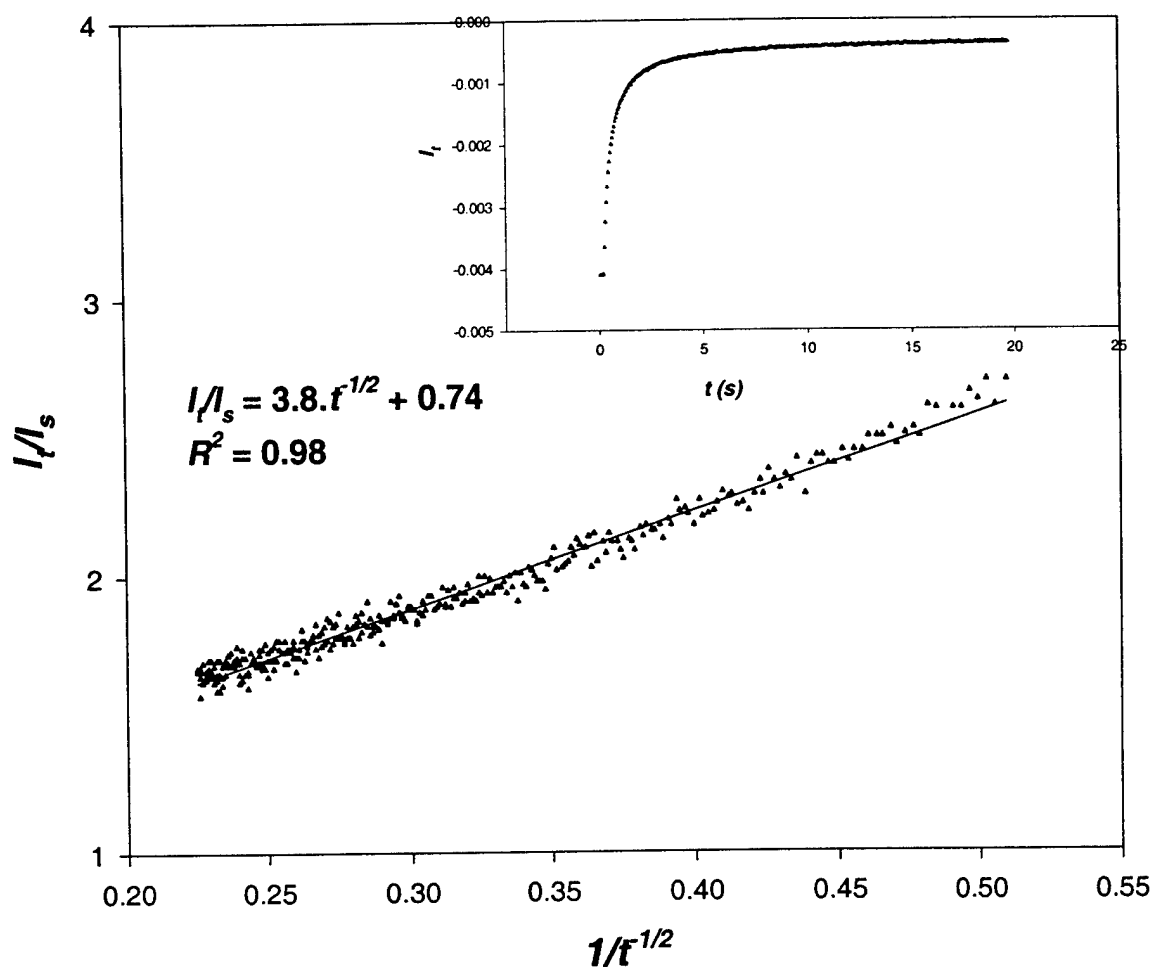 4
3
2
1
I_t/I_s
0.20 0.25 0.30 0.35 0.40 0.45 0.50 0.55
1/t^{-1/2}
I_t/I_s = 3.8.t^{-1/2} + 0.74
R^2 = 0.98
0.000
-0.001
-0.002
-0.003
-0.004
-0.005
I_t
0 5 10 15 20 25
t (s)